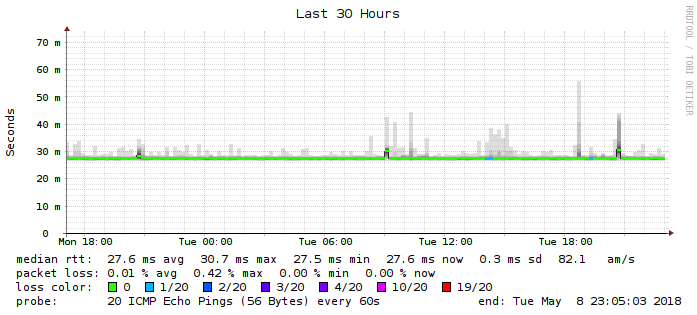 Last 30 Hours
RRDTOOL / TOBI OETIKER
Seconds
70 m
60 m
50 m
40 m
30 m
20 m
10 m
0
Mon 18:00 Tue 00:00 Tue 06:00 Tue 12:00 Tue 18:00
median rtt: 27.6 ms avg 30.7 ms max 27.5 ms min 27.6 ms now 0.3 ms sd 82.1 am/s
packet loss: 0.01 % avg 0.42 % max 0.00 % min 0.00 % now
loss color: 0 1/20 2/20 3/20 4/20 10/20 19/20
probe: 20 ICMP Echo Pings (56 Bytes) every 60s end: Tue May 8 23:05:03 2018